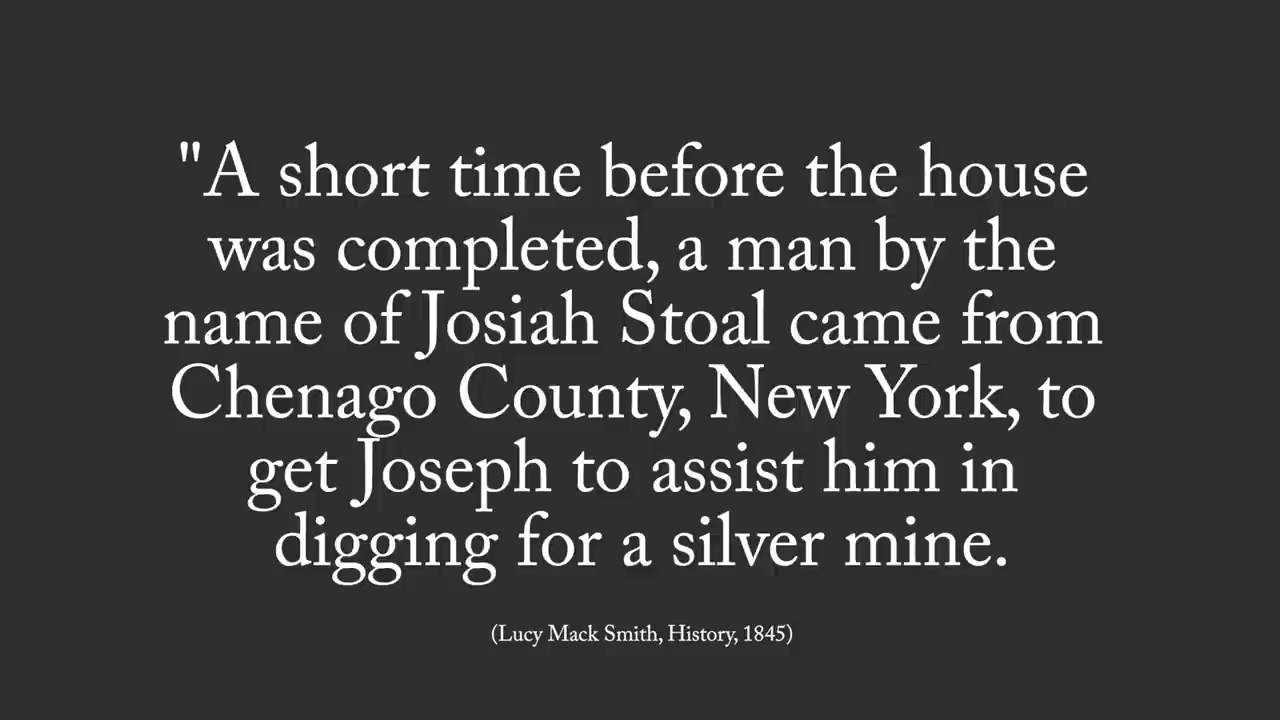 "A short time before the house
was completed, a man by the
name of Josiah Stoal came from
Chenago County, New York, to
get Joseph to assist him in
digging for a silver mine.
(Lucy Mack Smith, History, 1845)